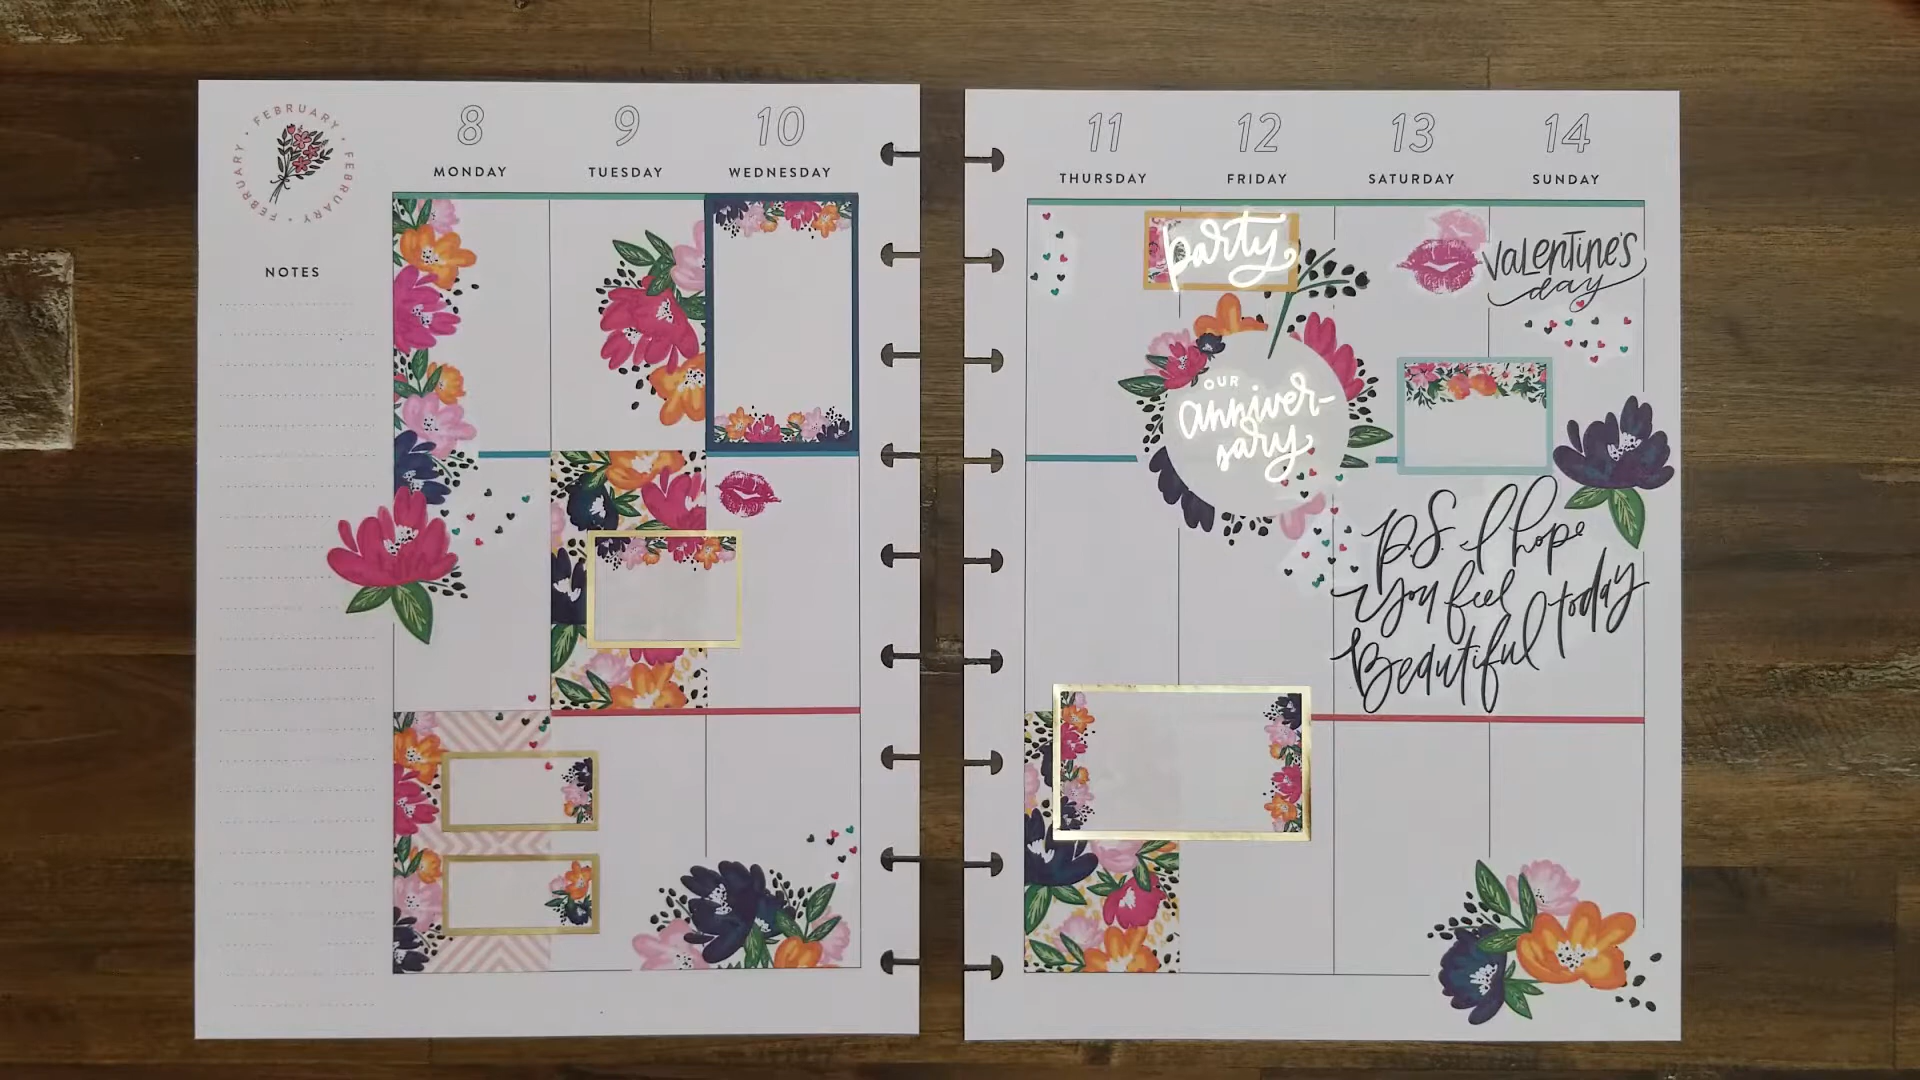 FEBRUARY • FEBRUARY • FEBRUARY • FEBRUARY •
8
MONDAY
9
TUESDAY
10
WEDNESDAY
NOTES
11
THURSDAY
12
FRIDAY
13
SATURDAY
14
SUNDAY
party
Valentine's
day
OUR
anniver-
sary
P.S. I hope
You feel
Beautiful today